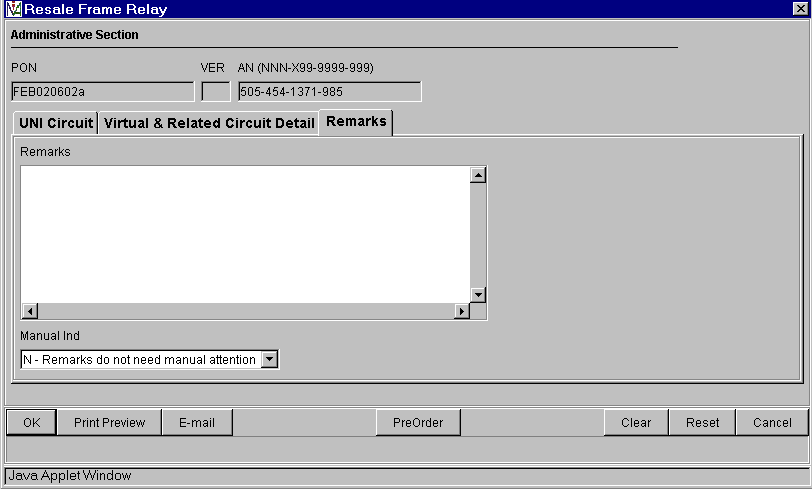 Resale Frame Relay
Administrative Section
PON VER AN (NNN-X99-9999-999)
FEB020602a 505-454-1371-985
UNI Circuit Virtual & Related Circuit Detail Remarks
Remarks
Manual Ind
N - Remarks do not need manual attention
OK Print Preview E-mail PreOrder Clear Reset Cancel
Java Applet Window